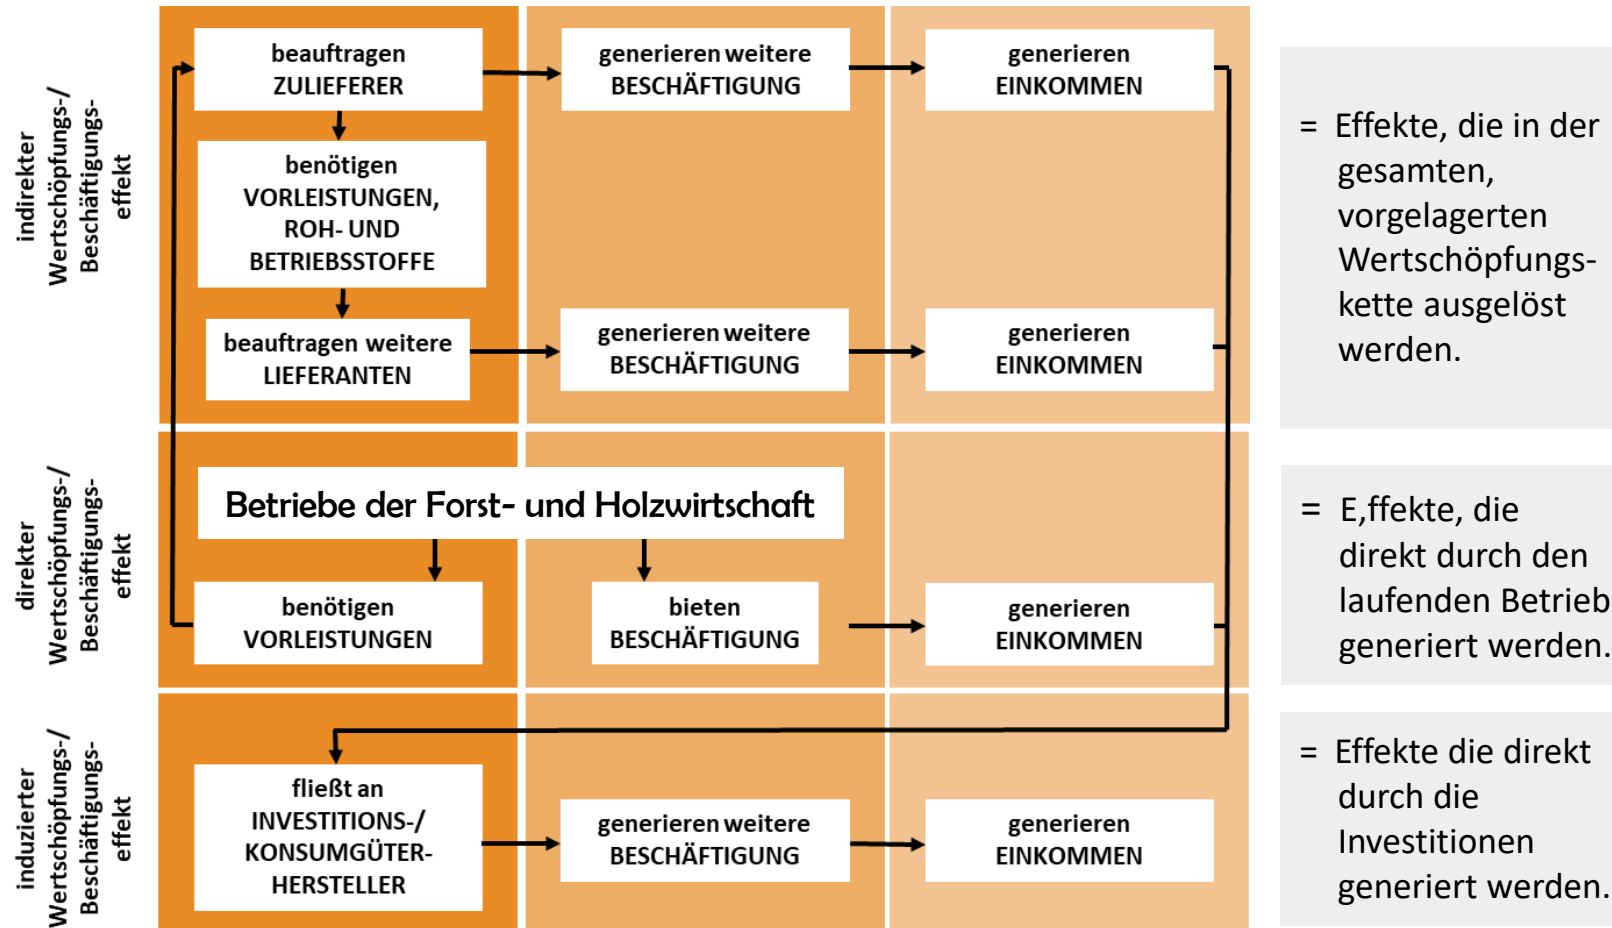 indirekter
Wertschöpfungs-/
Beschäftigungs-
effekt
beauftragen
ZULIEFERER
generieren weitere
BESCHÄFTIGUNG
generieren
EINKOMMEN
benötigen
VORLEISTUNGEN,
ROH- UND
BETRIEBSSTOFFE
beauftragen weitere
LIEFERANTEN
generieren weitere
BESCHÄFTIGUNG
generieren
EINKOMMEN
= Effekte, die in der
gesamten,
vorgelagerten
Wertschöpfungs-
kette ausgelöst
werden.
direkter
Wertschöpfungs-/
Beschäftigungs-
effekt
Betriebe der Forst- und Holzwirtschaft
benötigen
VORLEISTUNGEN
bieten
BESCHÄFTIGUNG
generieren
EINKOMMEN
= E,ffekte, die
direkt durch den
laufenden Betrieb
generiert werden.
induzierter
Wertschöpfungs-/
Beschäftigungs-
effekt
fließt an
INVESTITIONS-/
KONSUMGÜTER-
HERSTELLER
generieren weitere
BESCHÄFTIGUNG
generieren
EINKOMMEN
= Effekte die direkt
durch die
Investitionen
generiert werden.